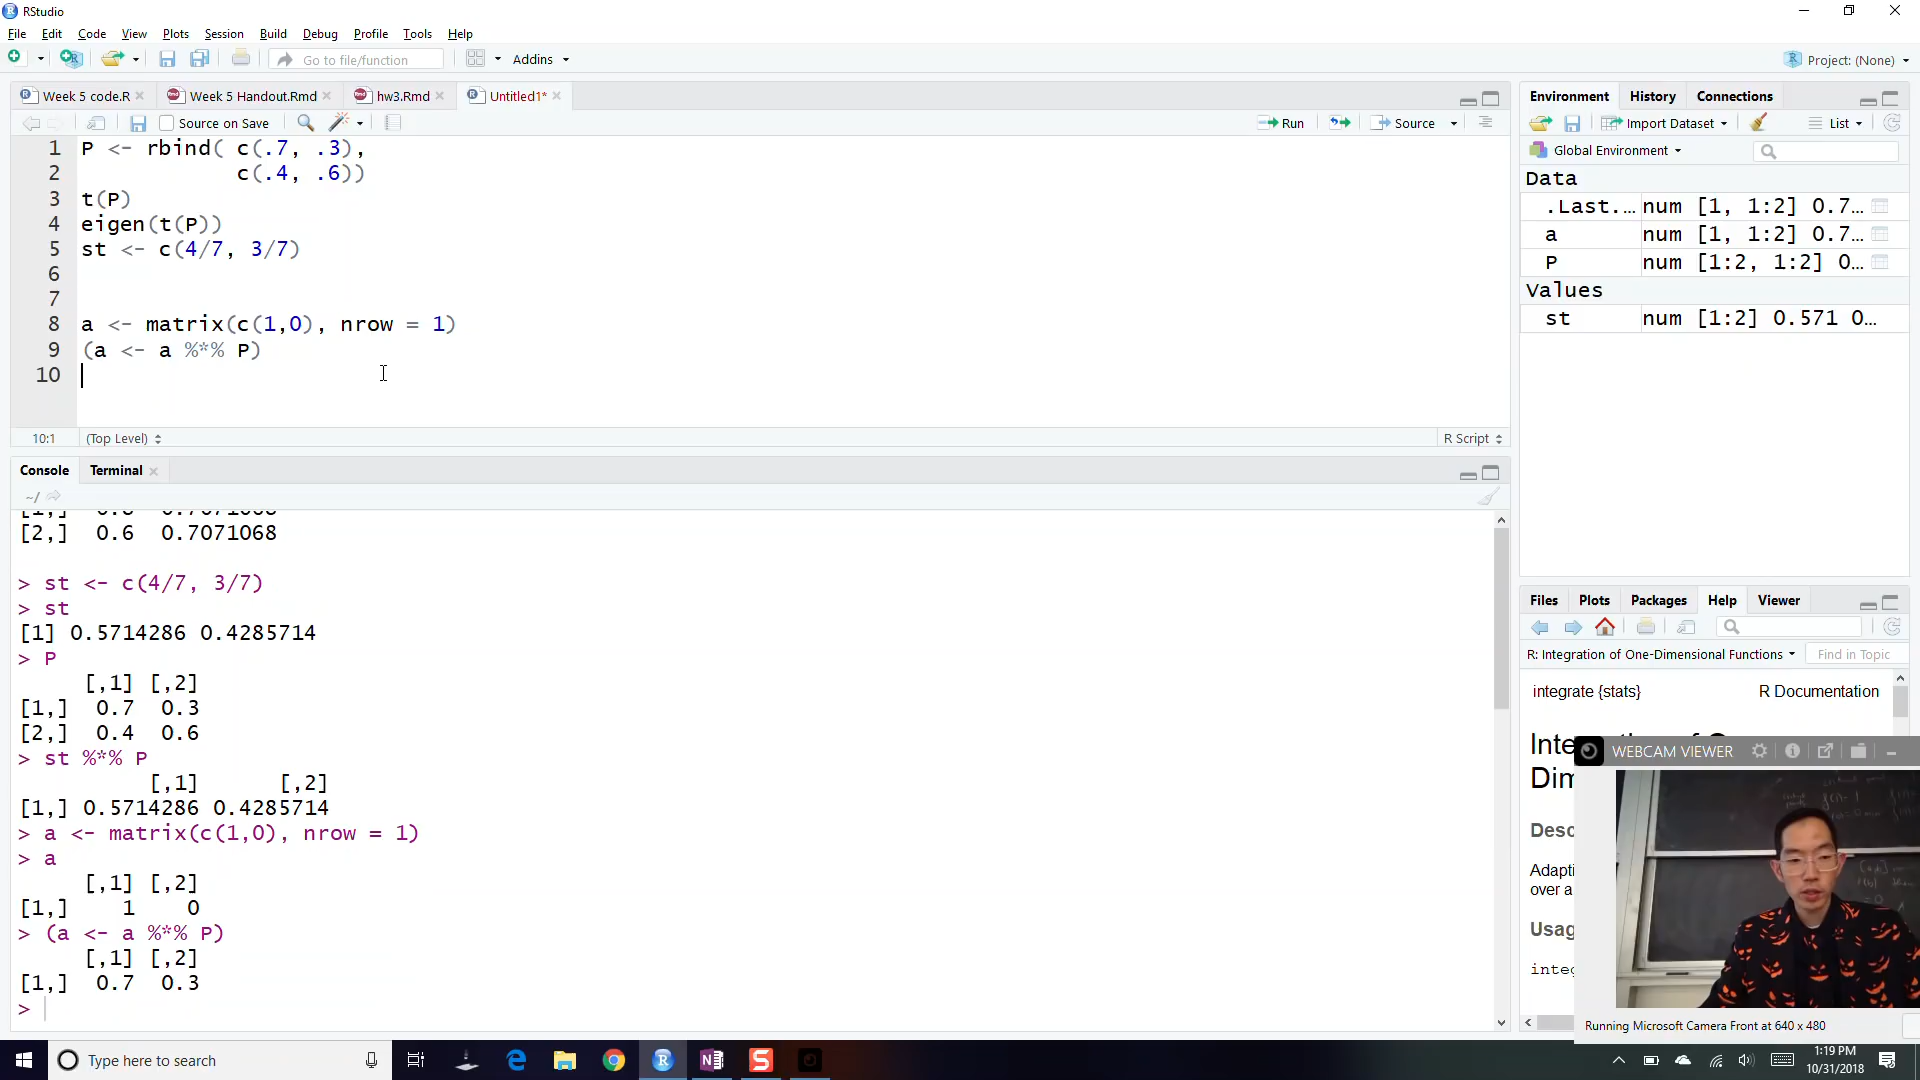 RStudio
File Edit Code View Plots Session Build Debug Profile Tools Help
Go to file/function Addins Project: (None)
Week 5 code.R Week 5 Handout.Rmd hw3.Rmd Untitled1*
Source on Save Run Source
1 P <- rbind( c(.7, .3),
2 c(.4, .6))
3 t(P)
4 eigen(t(P))
5 st <- c(4/7, 3/7)
6
7
8 a <- matrix(c(1,0), nrow = 1)
9 (a <- a %*% P)
10
10:1 (Top Level) R Script
Console Terminal
~/
[2,] 0.6 0.7071068
> st <- c(4/7, 3/7)
> st
[1] 0.5714286 0.4285714
> P
[,1] [,2]
[1,] 0.7 0.3
[2,] 0.4 0.6
> st %*% P
[,1] [,2]
[1,] 0.5714286 0.4285714
> a <- matrix(c(1,0), nrow = 1)
> a
[,1] [,2]
[1,] 1 0
> (a <- a %*% P)
[,1] [,2]
[1,] 0.7 0.3
>
Environment History Connections
Import Dataset List
Global Environment
Data
.Last.… num [1, 1:2] 0.7…
a num [1, 1:2] 0.7…
P num [1:2, 1:2] 0…
Values
st num [1:2] 0.571 0…
Files Plots Packages Help Viewer
R: Integration of One-Dimensional Functions Find in Topic
integrate {stats} R Documentation
WEBCAM VIEWER
Running Microsoft Camera Front at 640 x 480
Type here to search
1:19 PM
10/31/2018